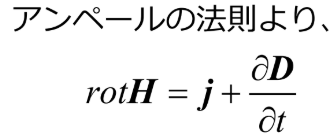 アンペールの法則より、
rotH = j + ∂D/∂t